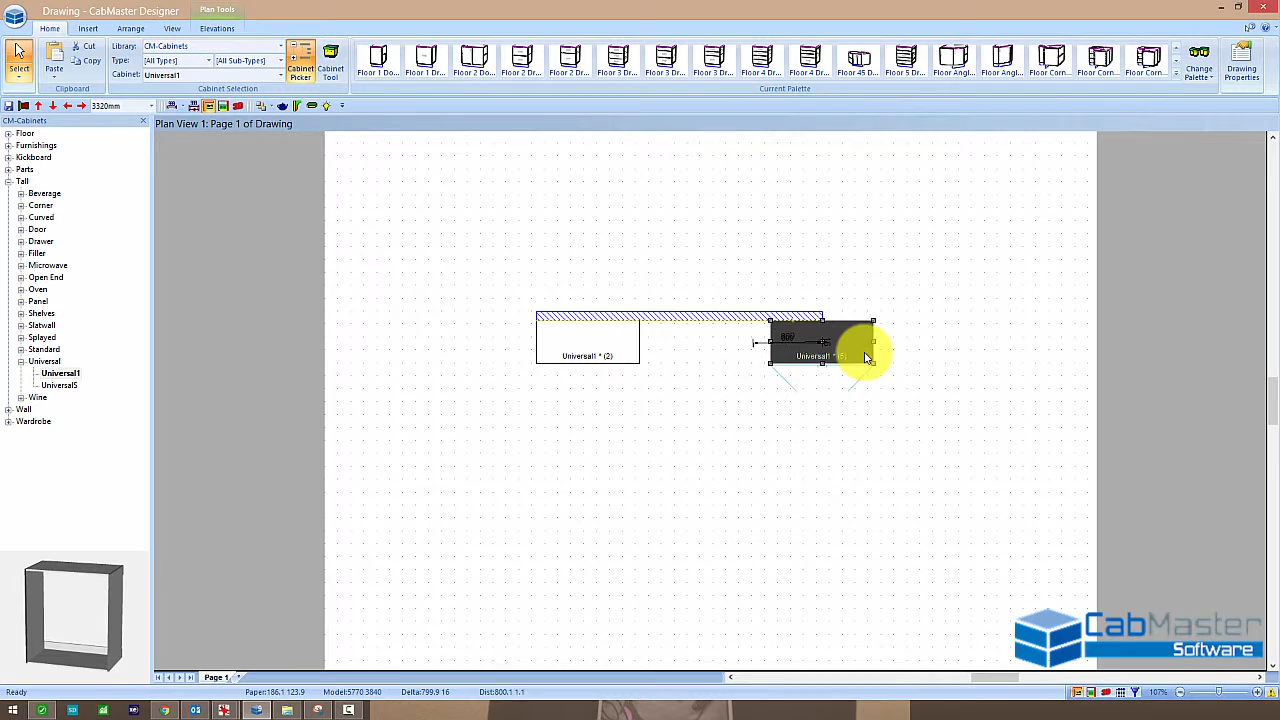 Drawing - CabMaster Designer
Plan Tools
Home
Insert
Arrange
View
Elevations
Select
Paste
Cut
Copy
Clipboard
Library:
CM-Cabinets
Type:
[All Types]
[All Sub-Types]
Cabinet:
Universal1
Cabinet Selection
Cabinet Picker
Cabinet Tool
Floor 1 Do...
Floor 1 Dr...
Floor 2 Do...
Floor 2 Dr...
Floor 2 Dr...
Floor 3 Dr...
Floor 3 Dr...
Floor 3 Dr...
Floor 4 Dr...
Floor 4 Dr...
Floor 45 D...
Floor 5 Dr...
Floor Angl...
Floor Angl...
Floor Corn...
Floor Corn...
Floor Corn...
Current Palette
Change Palette
Drawing Properties
3320mm
CM-Cabinets
Plan View 1: Page 1 of Drawing
Floor
Furnishings
Kickboard
Parts
Tall
Beverage
Corner
Curved
Door
Drawer
Filler
Microwave
Open End
Oven
Panel
Shelves
Slatwall
Splayed
Standard
Universal
Universal1
Universal5
Wine
Wall
Wardrobe
Universal1 * (2)
Universal1 * (5)
CabMaster
Software
Page 1
Ready
Paper:186.1 123.9
Model:5770 3840
Delta:799.9 16
Dist:800.1 1.1
107%